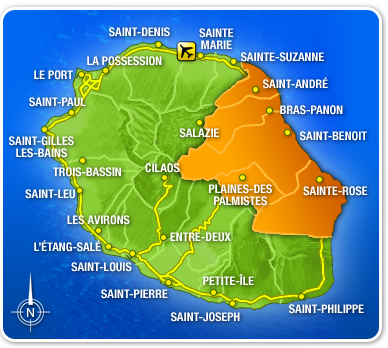 SAINT-DENIS
SAINTE
MARIE
LA POSSESSION
SAINTE-SUZANNE
LE PORT
SAINT-ANDRÉ
SAINT-PAUL
BRAS-PANON
SALAZIE
SAINT-BENOIT
SAINT-GILLES
LES-BAINS
TROIS-BASSIN
CILAOS
PLAINES-DES
PALMISTES
SAINTE-ROSE
SAINT-LEU
LES AVIRONS
ENTRE-DEUX
L'ÉTANG-SALÉ
SAINT-LOUIS
PETITE-ÎLE
SAINT-PIERRE
SAINT-PHILIPPE
SAINT-JOSEPH
N